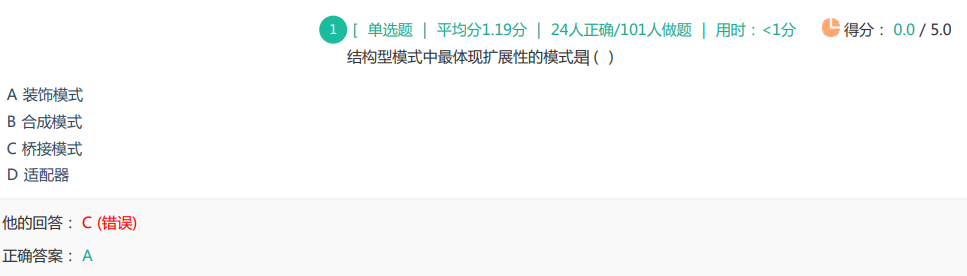 1 [ 单选题 | 平均分1.19分 | 24人正确/101人做题 | 用时：<1分 得分： 0.0 / 5.0
结构型模式中最体现扩展性的模式是( )
A 装饰模式
B 合成模式
C 桥接模式
D 适配器
他的回答： C (错误)
正确答案： A